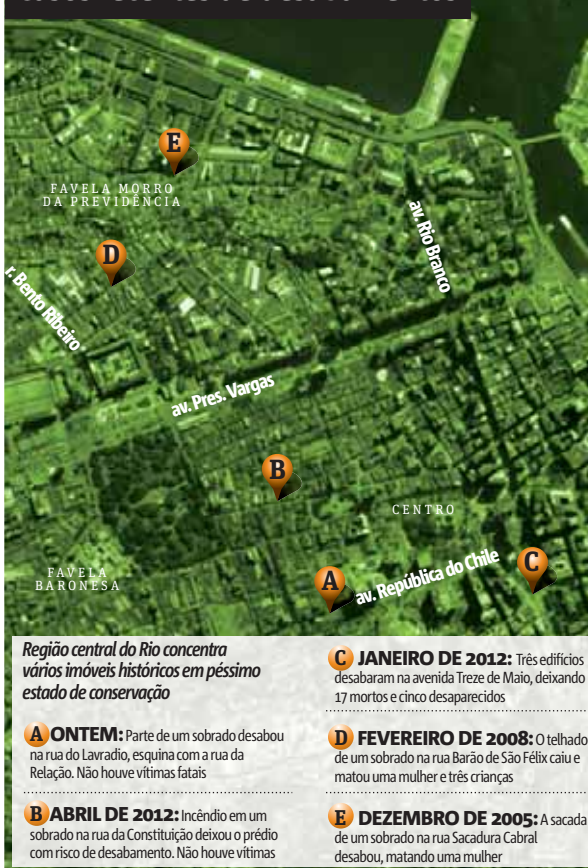 E
FAVELA MORRO
DA PREVIDÊNCIA
D
r. Bento Ribeiro
av. Rio Branco
av. Pres. Vargas
B
CENTRO
FAVELA
BARONESA
A
av. República do Chile
C
Região central do Rio concentra
vários imóveis históricos em péssimo
estado de conservação
A ONTEM: Parte de um sobrado desabou
na rua do Lavradio, esquina com a rua da
Relação. Não houve vítimas fatais
B ABRIL DE 2012: Incêndio em um
sobrado na rua da Constituição deixou o prédio
com risco de desabamento. Não houve vítimas
C JANEIRO DE 2012: Três edifícios
desabaram na avenida Treze de Maio, deixando
17 mortos e cinco desaparecidos
D FEVEREIRO DE 2008: O telhado
de um sobrado na rua Barão de São Félix caiu e
matou uma mulher e três crianças
E DEZEMBRO DE 2005: A sacada
de um sobrado na rua Sacadura Cabral
desabou, matando uma mulher